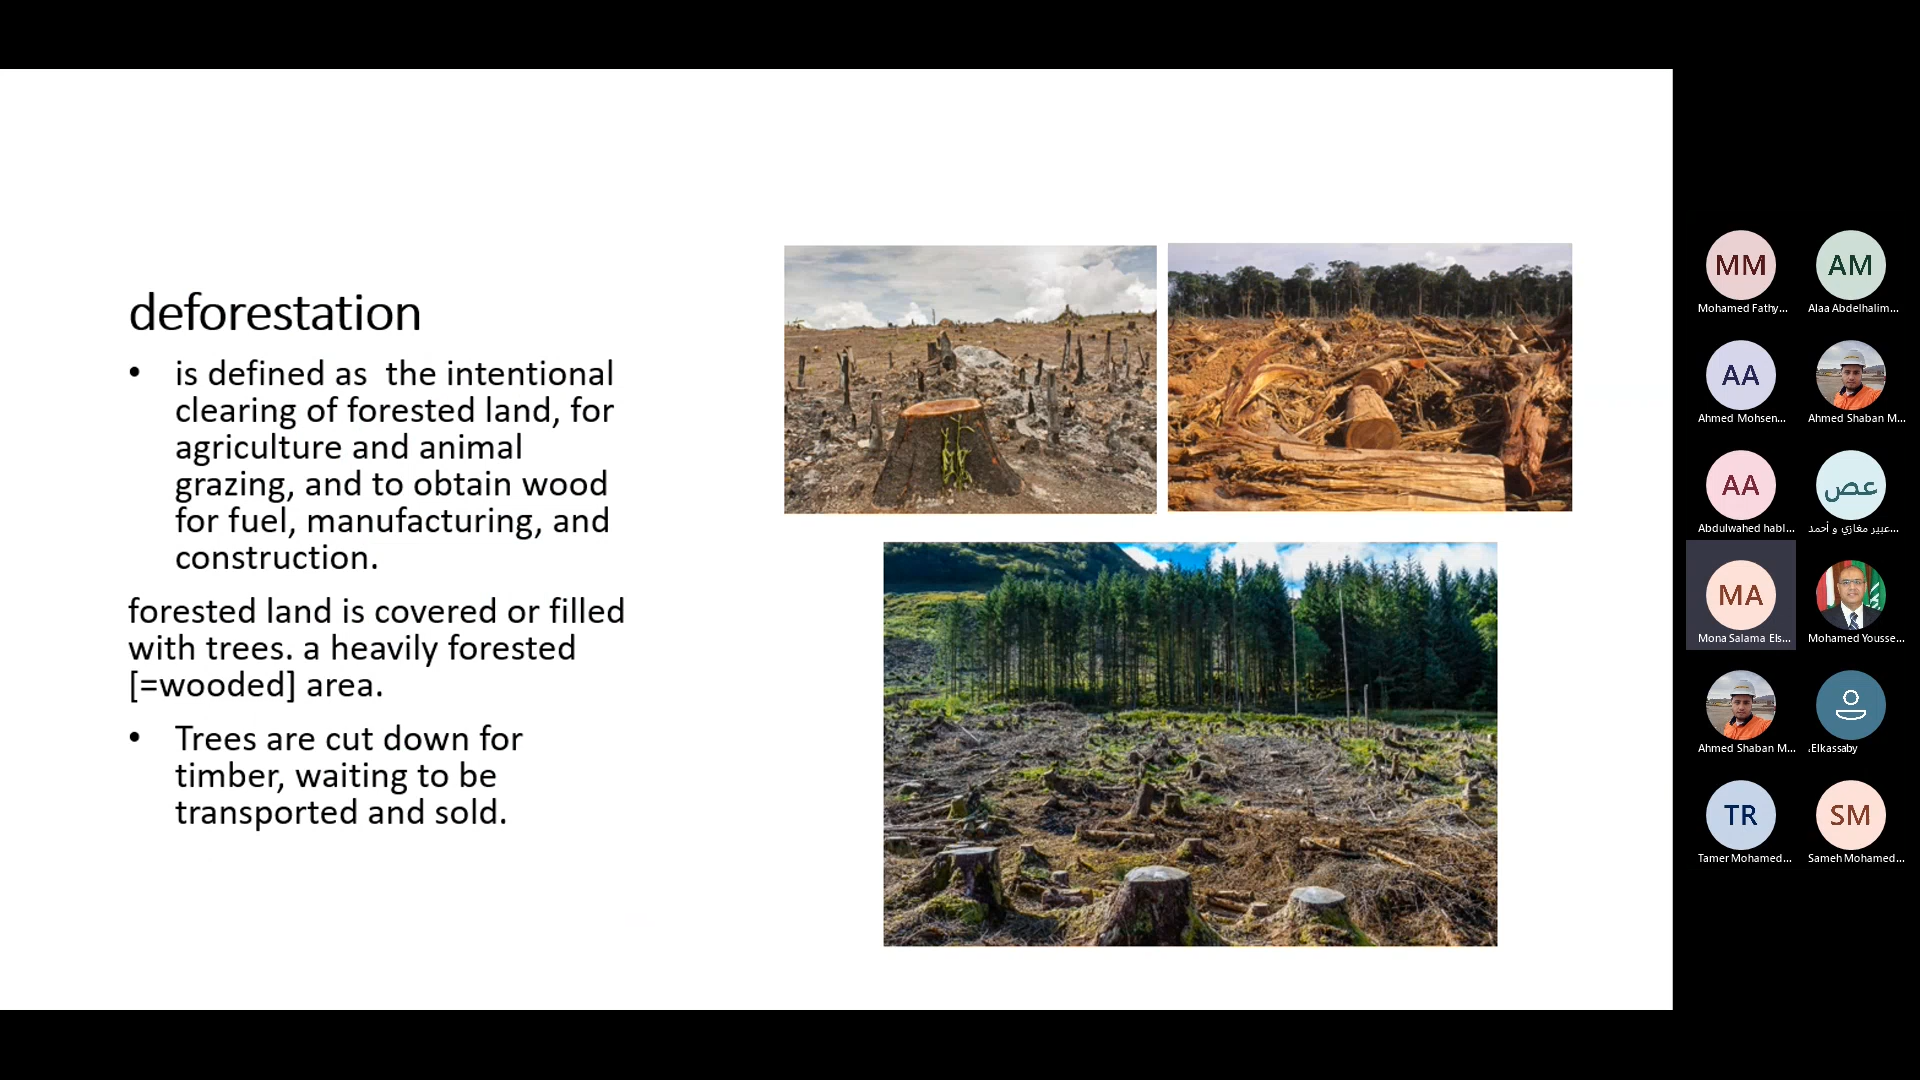 deforestation
• is defined as  the intentional
clearing of forested land, for
agriculture and animal
grazing, and to obtain wood
for fuel, manufacturing, and
construction.
forested land is covered or filled
with trees. a heavily forested
[=wooded] area.
• Trees are cut down for
timber, waiting to be
transported and sold.
MM
Mohamed Fathy...
AM
Alaa Abdelhalim...
AA
Ahmed Mohsen...
Ahmed Shaban M...
AA
Abdulwahed habl...
عص
عبير مغازي و أحمد...
MA
Mona Salama Els...
Mohamed Yousse...
Ahmed Shaban M...
.Elkassaby
TR
Tamer Mohamed...
SM
Sameh Mohamed...